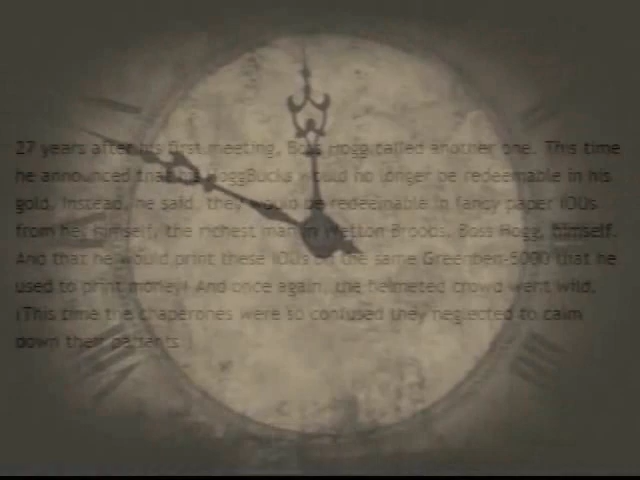 27 years after his first meeting, Boss Hogg called another one. This time
he announced that his HoggBucks would no longer be redeemable in his
gold. Instead, he said, they would be redeemable in fancy paper IOUs
from he, himself, the richest man in Wetton Broods, Boss Hogg, himself.
And that he would print these IOUs on the same Greenben-5000 that he
used to print money! And once again, the helmeted crowd went wild.
(This time the chaperones were so confused they neglected to calm
down their patients.)